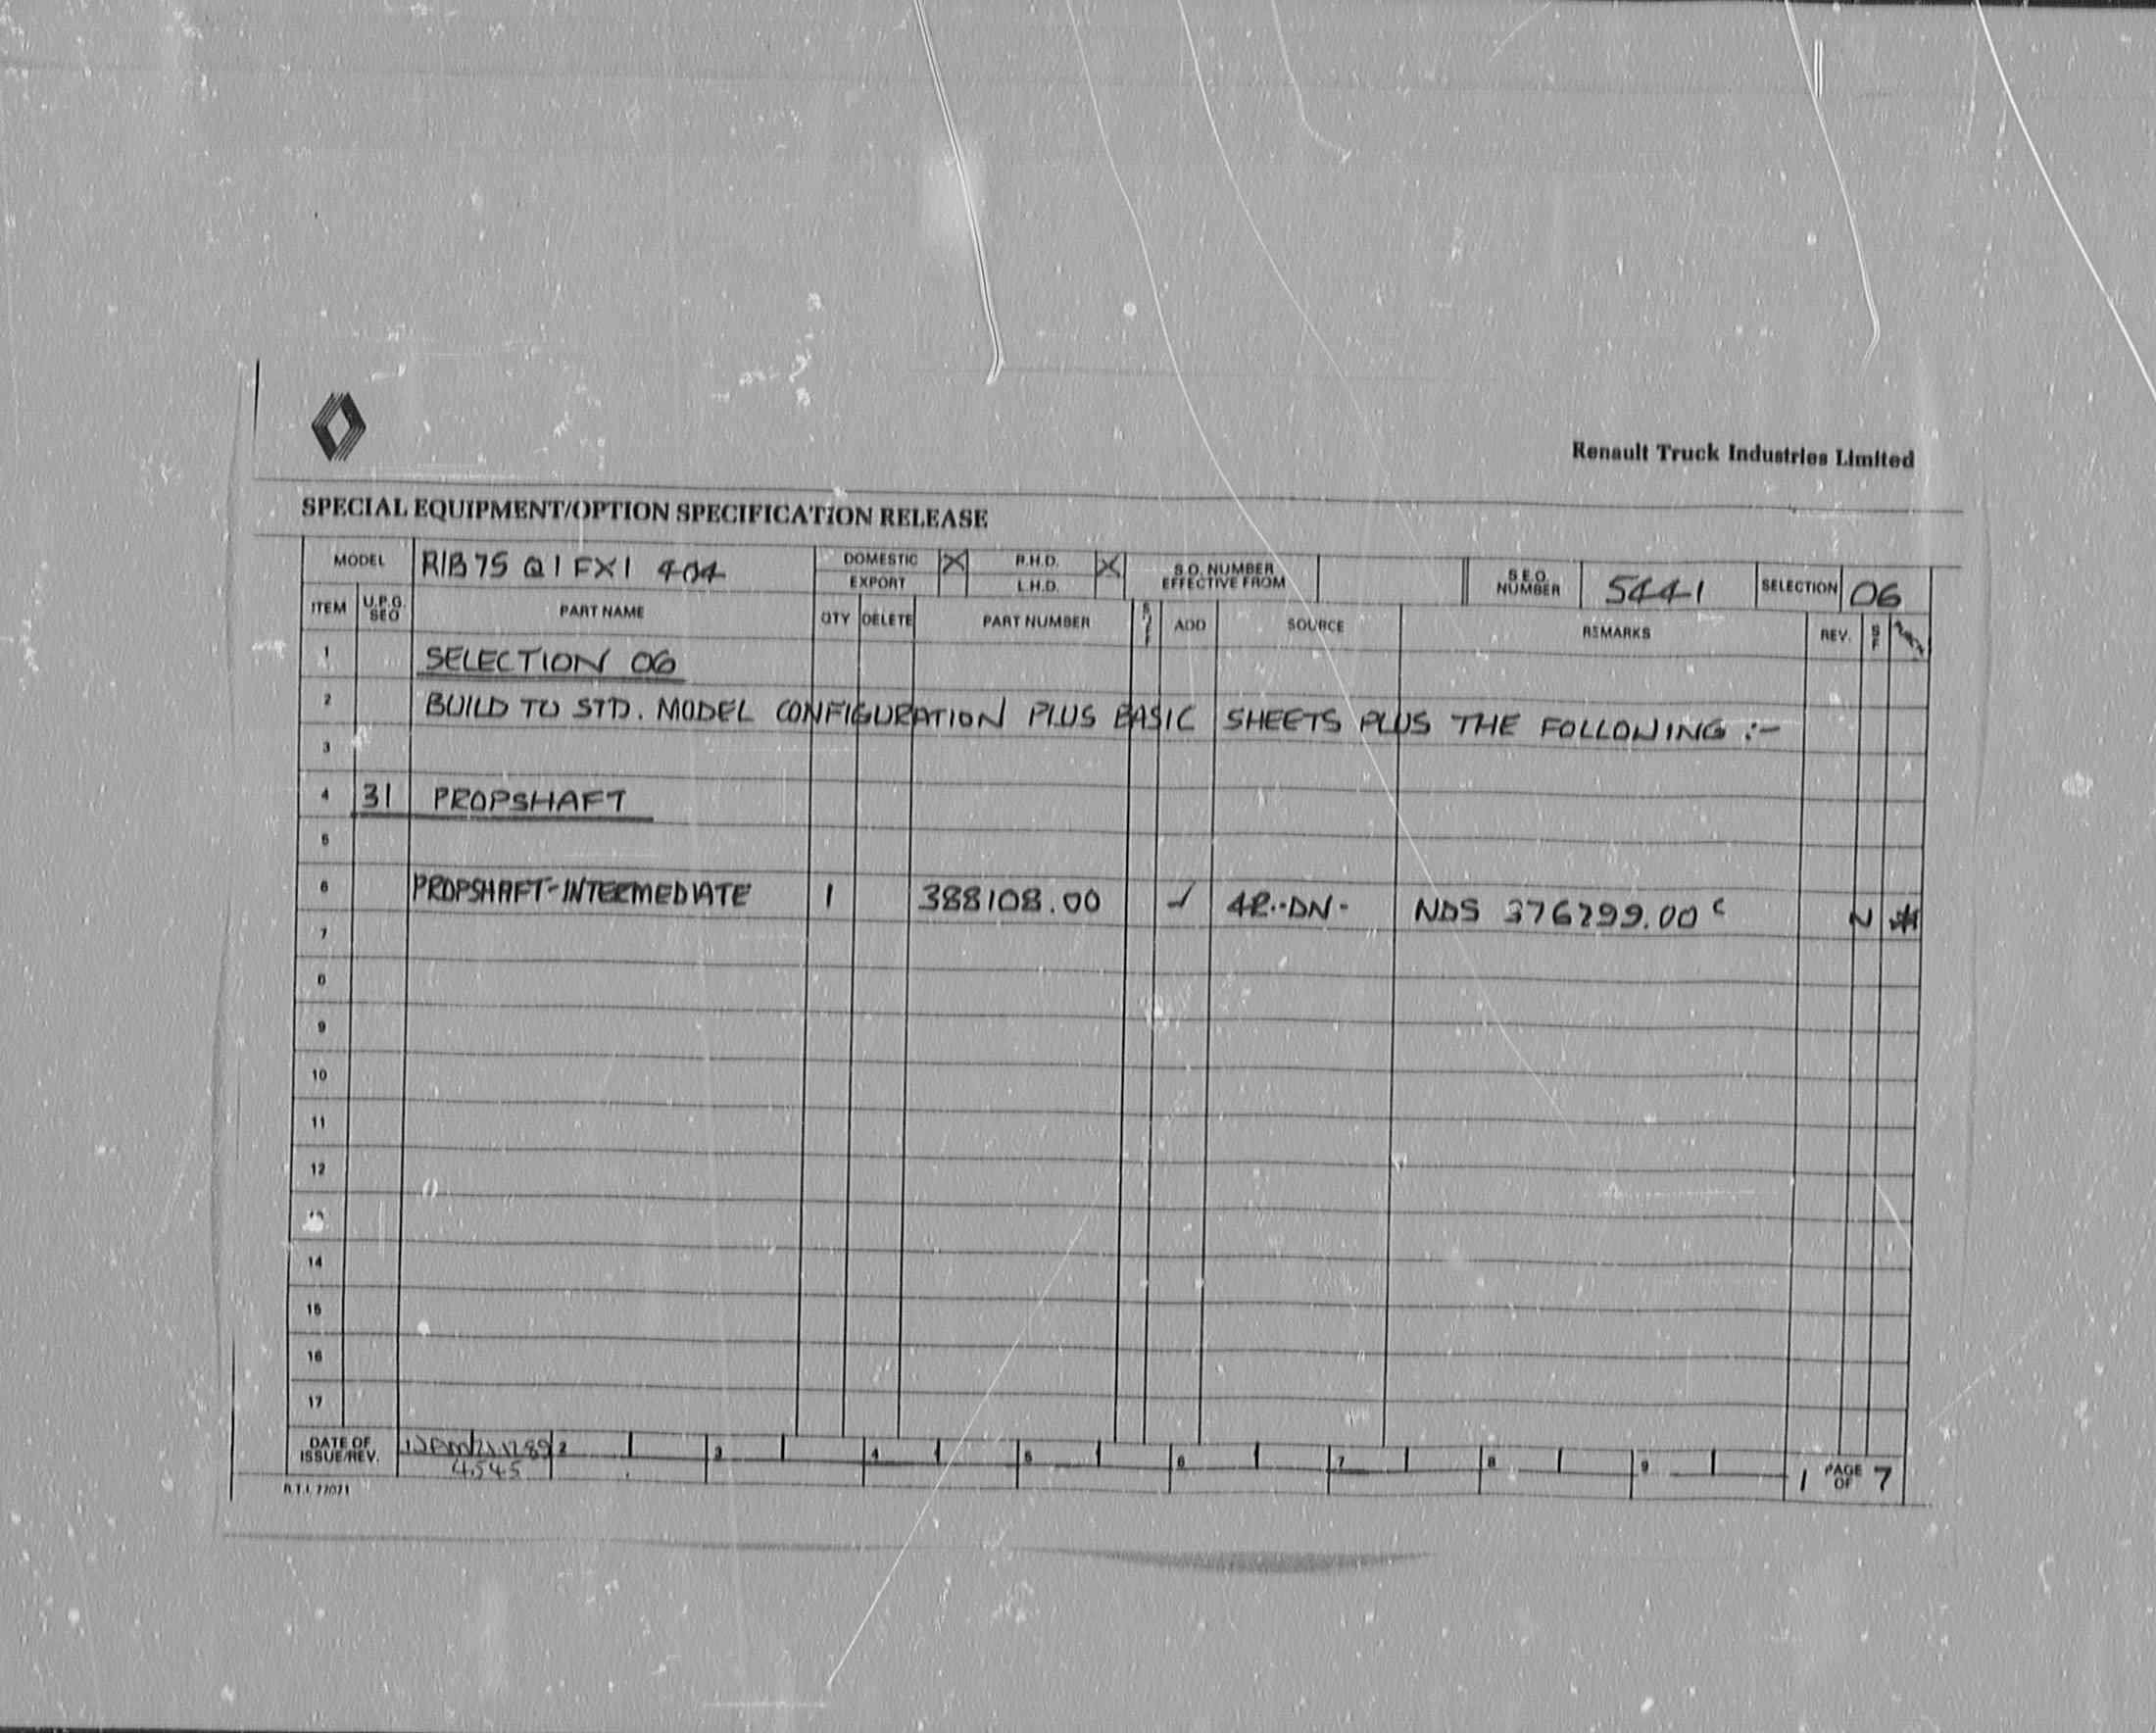 Renault Truck Industries Limited
SPECIAL EQUIPMENT/OPTION SPECIFICATION RELEASE
MODEL R1B75 Q1FX1 404 DOMESTIC X R.H.D. X S.O. NUMBER EFFECTIVE FROM S.E.O. NUMBER 5441 SELECTION 06
EXPORT L.H.D.
ITEM U.P.G. SEO PART NAME QTY DELETE PART NUMBER ADD SOURCE REMARKS REV. S F
1 SELECTION 06
2 BUILD TO STD. MODEL CONFIGURATION PLUS BASIC SHEETS PLUS THE FOLLOWING :-
3
4 31 PROPSHAFT
5
6 PROPSHAFT-INTERMEDIATE 1 388108.00 ✓ 4R··DN- NDS 376299.00 c N *
7
8
9
10
11
12
14
15
16
17
DATE OF ISSUE/REV. 2 3 4 5 6 7 8 9 1 PAGE OF 7
4545
R.T.I. 77071